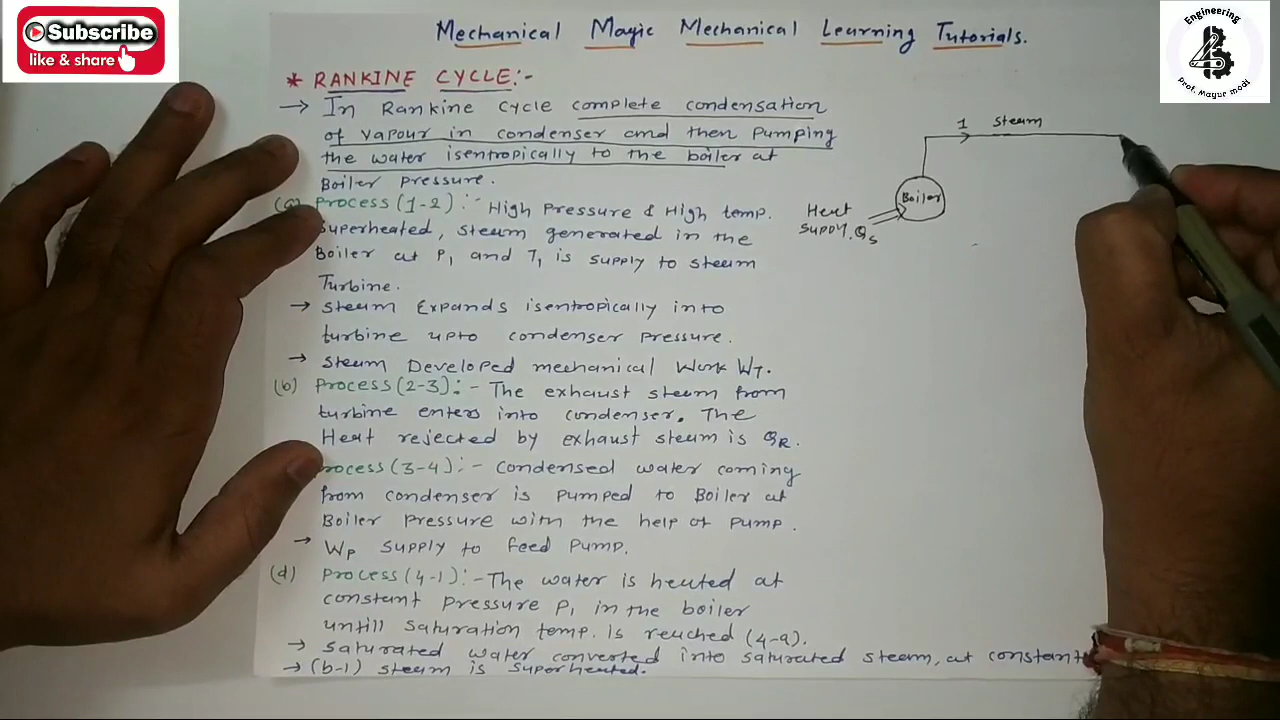 Subscribe
like & share
Mechanical Magic Mechanical Learning Tutorials.
Engineering
Prof. Mayur modi
* RANKINE CYCLE:-
→ In Rankine cycle complete condensation
of vapour in condenser and then pumping
the water isentropically to the boiler at
Boiler pressure.
(a) Process (1-2) :- High Pressure & High temp.
superheated, steam generated in the
Boiler at P1 and T1 is supply to steam
Turbine.
→ steam Expands isentropically into
turbine upto condenser pressure.
→ steam Developed mechanical Work WT.
(b) Process (2-3) :- The exhaust steam from
turbine enters into condenser. The
Heat rejected by exhaust steam is QR.
rocess (3-4) :- Condensed water coming
from condenser is pumped to Boiler at
Boiler Pressure with the help of pump.
→ Wp supply to feed pump.
(d) Process (4-1) :- The water is heated at
constant pressure P1 in the boiler
untill saturation temp. is reached (4-a).
→ saturated water converted into saturated steam, at constant
→ (b-1) steam is superheated.
1 steam
Boiler
Heat
suppy, Qs